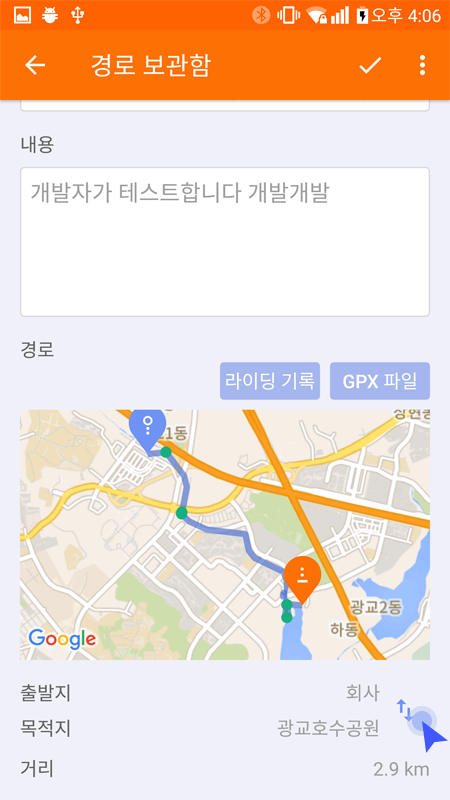 오후 4:06
경로 보관함
내용
개발자가 테스트합니다 개발개발
경로
라이딩 기록
GPX 파일
1동
광교2동
하동
Google
출발지 회사
목적지 광교호수공원
거리 2.9 km